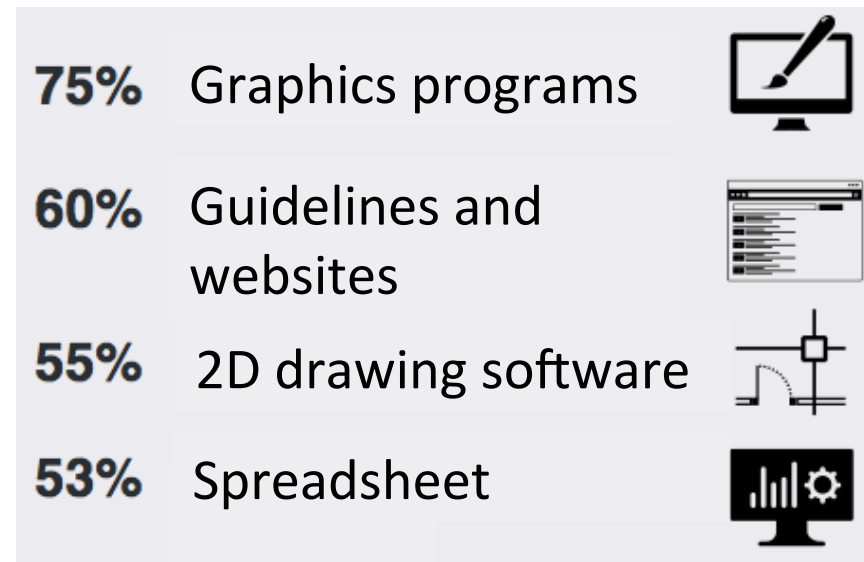 75% Graphics programs
60% Guidelines and
websites
55% 2D drawing software
53% Spreadsheet